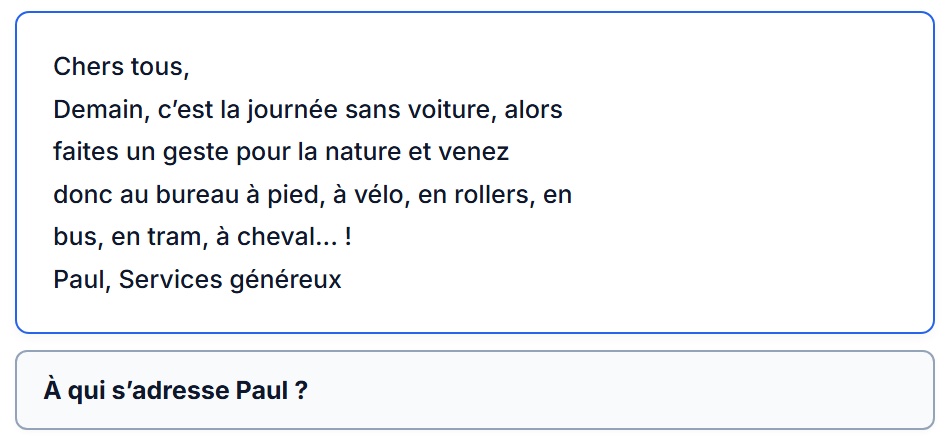 Chers tous,
Demain, c’est la journée sans voiture, alors
faites un geste pour la nature et venez
donc au bureau à pied, à vélo, en rollers, en
bus, en tram, à cheval... !
Paul, Services généreux
À qui s’adresse Paul ?